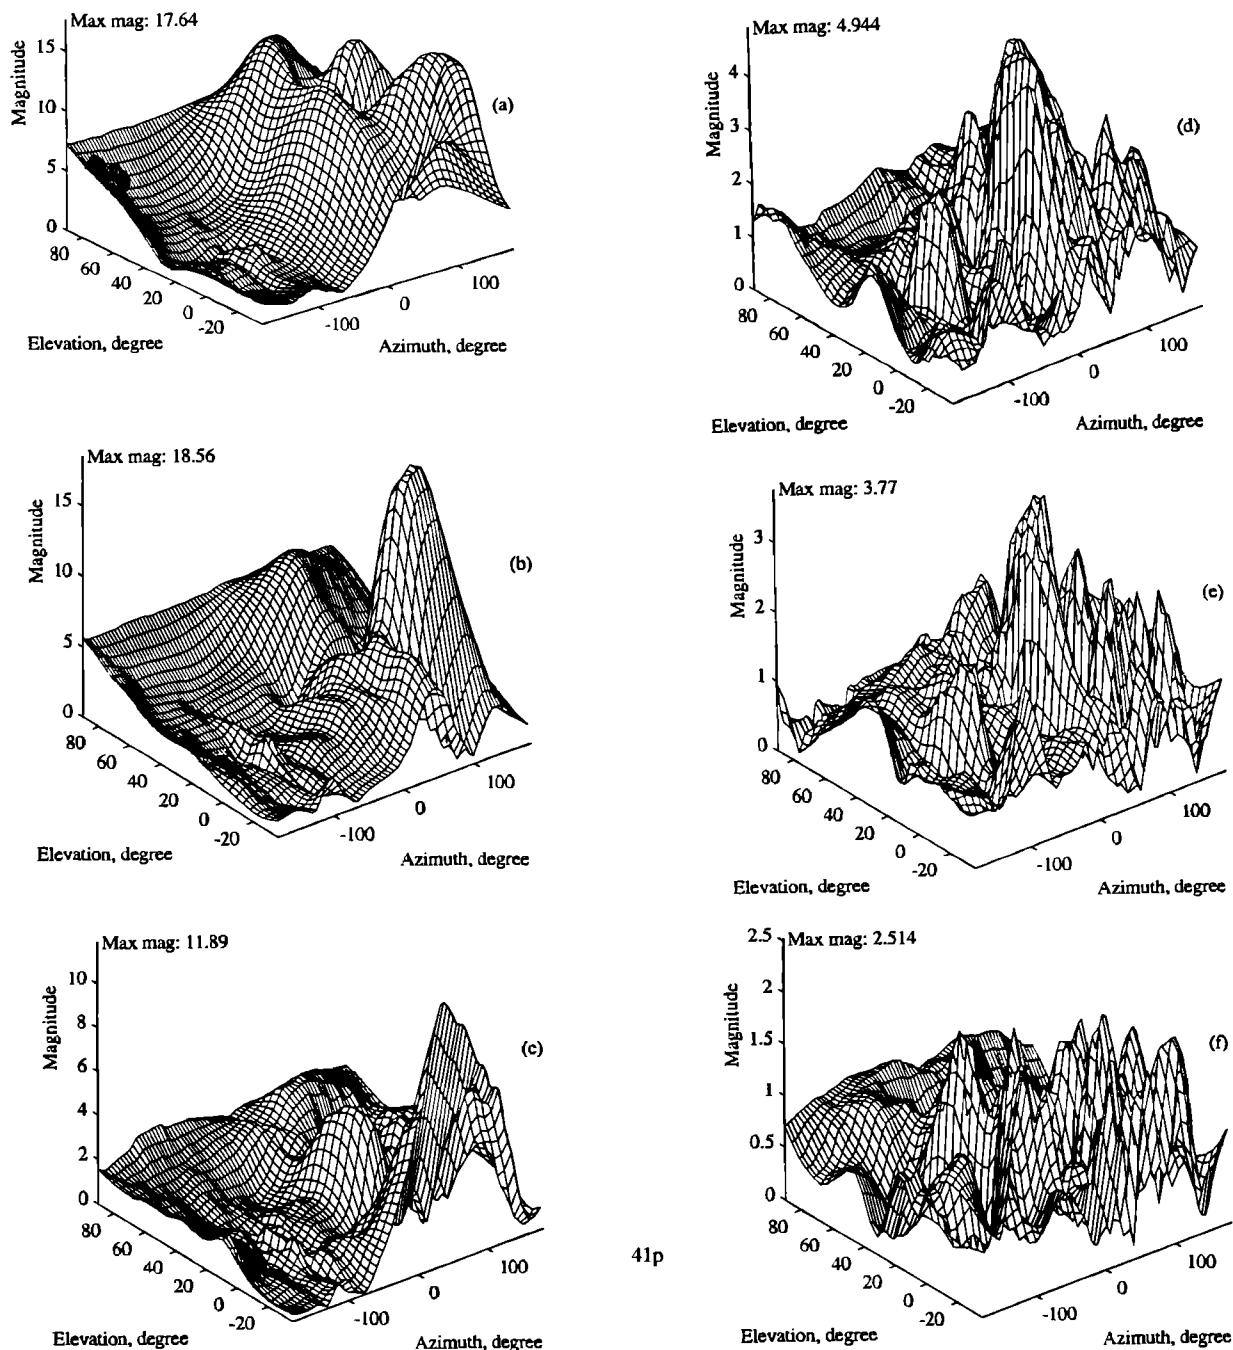 Max mag: 17.64
Magnitude
15
10
5
0
80
60
40
20
0
-20
-100
0
100
Elevation, degree
Azimuth, degree
(a)
Max mag: 18.56
Magnitude
15
10
5
0
80
60
40
20
0
-20
-100
0
100
Elevation, degree
Azimuth, degree
(b)
Max mag: 11.89
Magnitude
10
8
6
4
2
0
80
60
40
20
0
-20
-100
0
100
Elevation, degree
Azimuth, degree
(c)
41p
Max mag: 4.944
Magnitude
4
3
2
1
0
80
60
40
20
0
-20
-100
0
100
Elevation, degree
Azimuth, degree
(d)
Max mag: 3.77
Magnitude
3
2
1
0
80
60
40
20
0
-20
-100
0
100
Elevation, degree
Azimuth, degree
(e)
Max mag: 2.514
Magnitude
2.5
2
1.5
1
0.5
0
80
60
40
20
0
-20
-100
0
100
Elevation, degree
Azimuth, degree
(f)